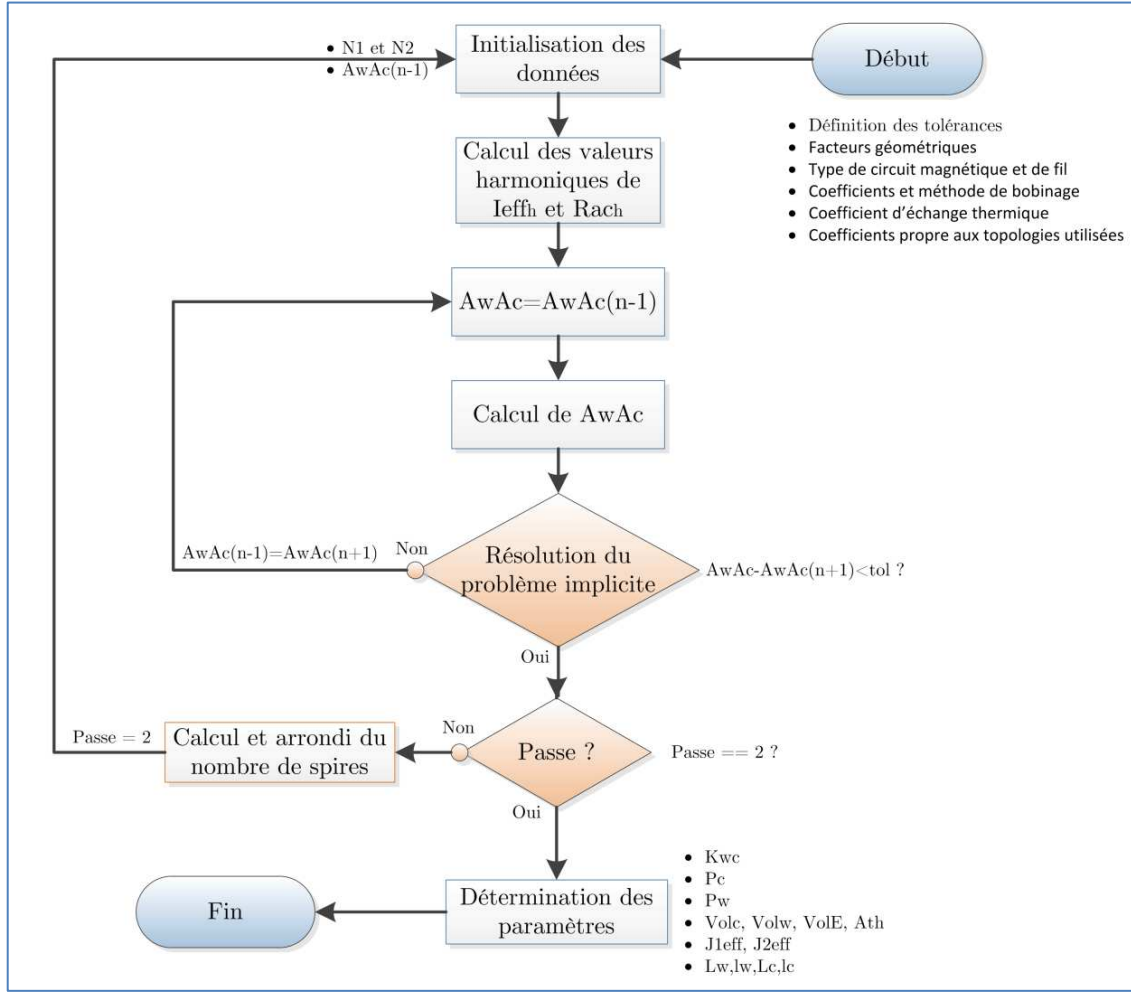 • N1 et N2
• AwAc(n-1)
Initialisation des
données
Début
• Définition des tolérances
• Facteurs géométriques
• Type de circuit magnétique et de fil
• Coefficients et méthode de bobinage
• Coefficient d'échange thermique
• Coefficients propre aux topologies utilisées
Calcul des valeurs
harmoniques de
Ieffh et Rach
AwAc=AwAc(n-1)
Calcul de AwAc
AwAc(n-1)=AwAc(n+1)
Non
Résolution du
problème implicite
AwAc-AwAc(n+1)<tol ?
Oui
Passe = 2
Calcul et arrondi du
nombre de spires
Non
Passe ?
Passe == 2 ?
Oui
Fin
Détermination des
paramètres
• Kwc
• Pc
• Pw
• Volc, Volw, VolE, Ath
• J1eff, J2eff
• Lw,lw,Lc,lc